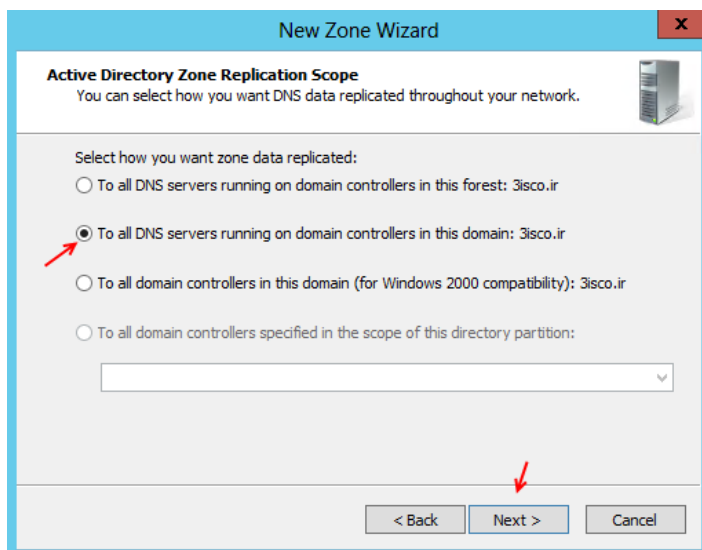 New Zone Wizard
x
Active Directory Zone Replication Scope
You can select how you want DNS data replicated throughout your network.
Select how you want zone data replicated:
To all DNS servers running on domain controllers in this forest: 3isco.ir
To all DNS servers running on domain controllers in this domain: 3isco.ir
To all domain controllers in this domain (for Windows 2000 compatibility): 3isco.ir
To all domain controllers specified in the scope of this directory partition:
< Back Next > Cancel